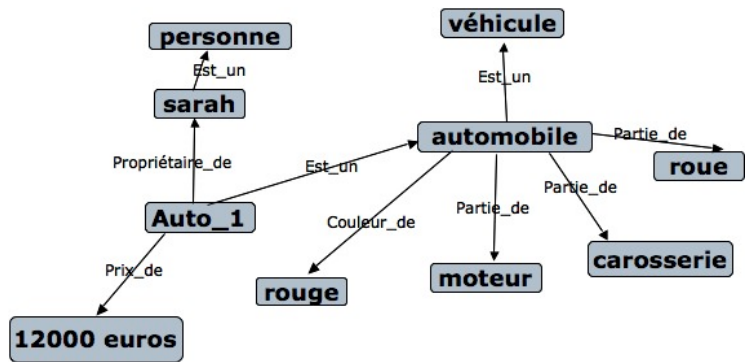 véhicule
personne
Est_un
Est_un
sarah
automobile
Partie_de
roue
Propriétaire_de
Est_un
Partie_de
Auto_1
Couleur_de
Partie_de
carosserie
Prix_de
rouge
moteur
12000 euros